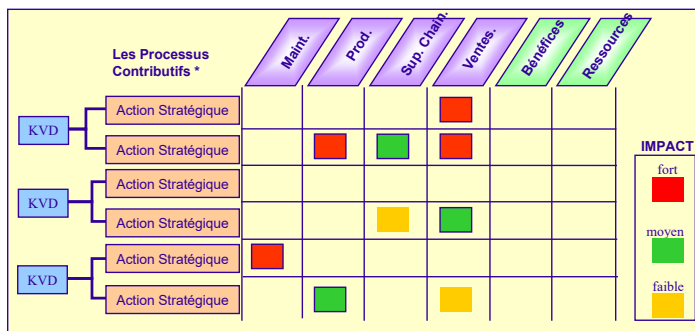 Les Processus
Contributifs *
Maint.
Prod.
Sup. Chain.
Ventes.
Bénéfices
Ressources
KVD
Action Stratégique
Action Stratégique
KVD
Action Stratégique
Action Stratégique
KVD
Action Stratégique
Action Stratégique
IMPACT
fort
moyen
faible